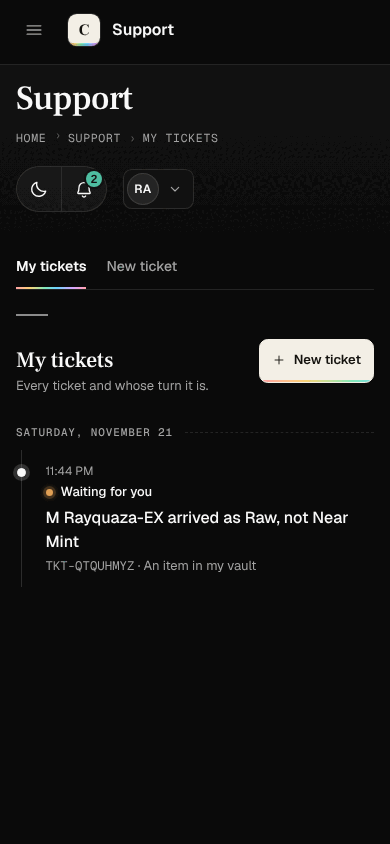 C Support
Support
HOME › SUPPORT › MY TICKETS
2
RA
My tickets New ticket
My tickets
+ New ticket
Every ticket and whose turn it is.
SATURDAY, NOVEMBER 21
11:44 PM
Waiting for you
M Rayquaza-EX arrived as Raw, not Near
Mint
TKT-QTQUHMYZ · An item in my vault